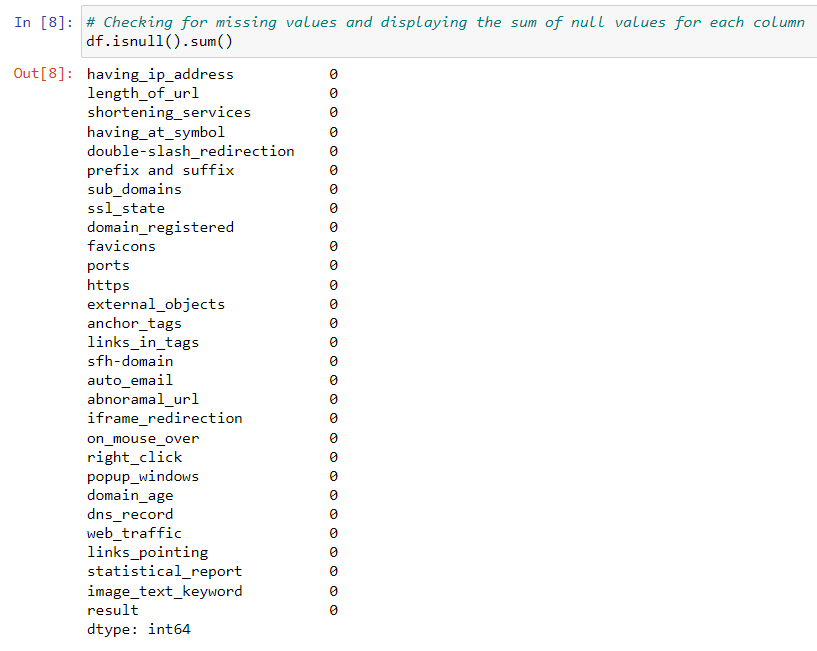 In [8]: # Checking for missing values and displaying the sum of null values for each column
df.isnull().sum()
Out[8]: having_ip_address 0
length_of_url 0
shortening_services 0
having_at_symbol 0
double-slash_redirection 0
prefix and suffix 0
sub_domains 0
ssl_state 0
domain_registered 0
favicons 0
ports 0
https 0
external_objects 0
anchor_tags 0
links_in_tags 0
sfh-domain 0
auto_email 0
abnoramal_url 0
iframe_redirection 0
on_mouse_over 0
right_click 0
popup_windows 0
domain_age 0
dns_record 0
web_traffic 0
links_pointing 0
statistical_report 0
image_text_keyword 0
result 0
dtype: int64